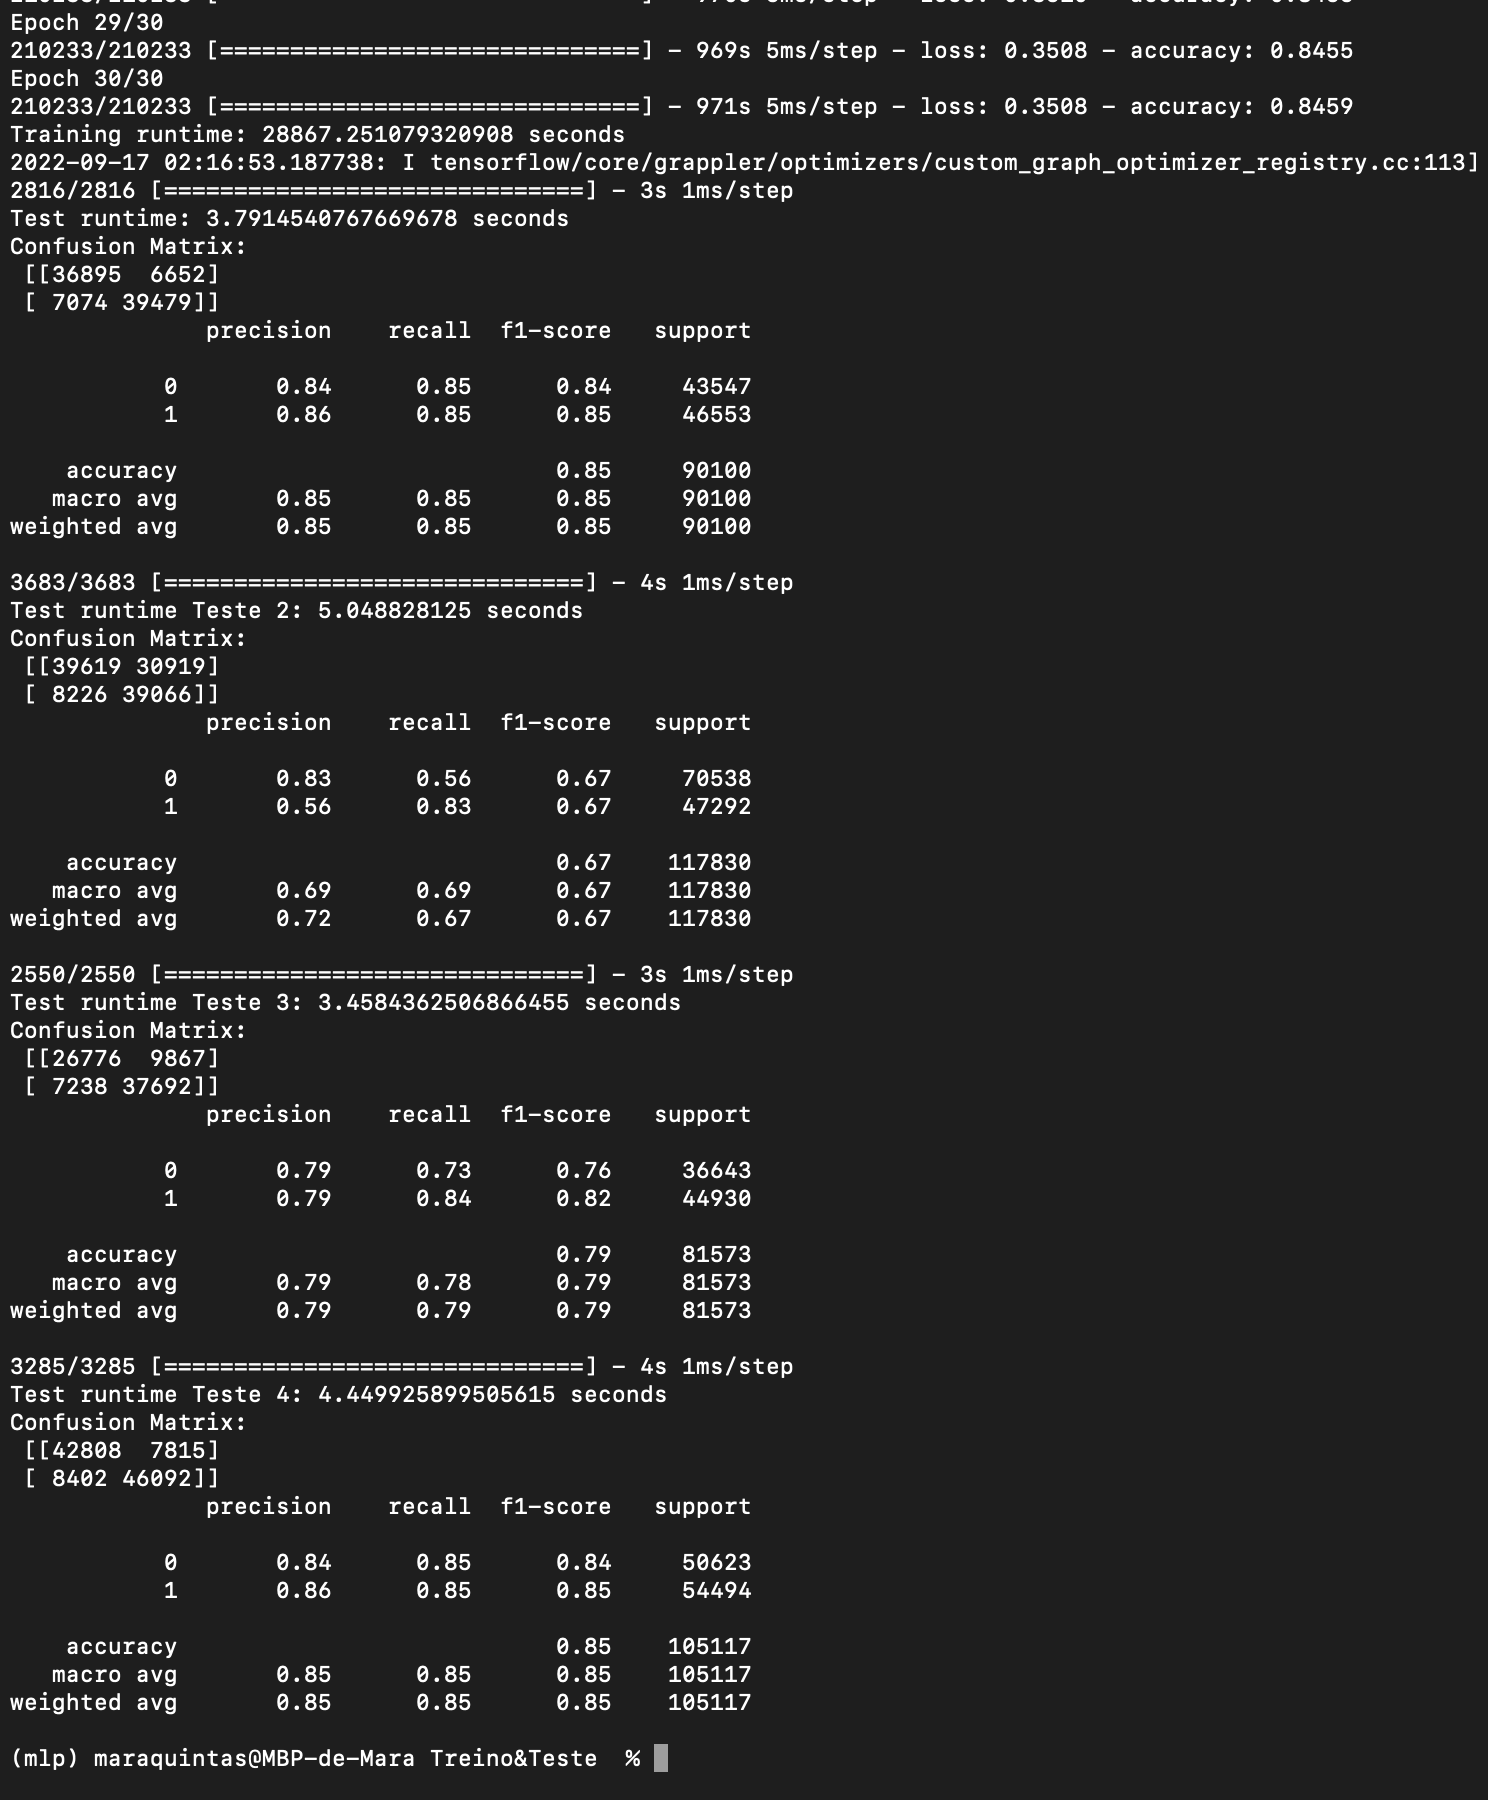 Epoch 29/30
210233/210233 [==============================] - 969s 5ms/step - loss: 0.3508 - accuracy: 0.8455
Epoch 30/30
210233/210233 [==============================] - 971s 5ms/step - loss: 0.3508 - accuracy: 0.8459
Training runtime: 28867.251079320908 seconds
2022-09-17 02:16:53.187738: I tensorflow/core/grappler/optimizers/custom_graph_optimizer_registry.cc:113]
2816/2816 [==============================] - 3s 1ms/step
Test runtime: 3.7914540767669678 seconds
Confusion Matrix:
[[36895  6652]
[ 7074 39479]]
precision    recall  f1-score   support
0       0.84      0.85      0.84     43547
1       0.86      0.85      0.85     46553
accuracy                           0.85     90100
macro avg       0.85      0.85      0.85     90100
weighted avg       0.85      0.85      0.85     90100
3683/3683 [==============================] - 4s 1ms/step
Test runtime Teste 2: 5.048828125 seconds
Confusion Matrix:
[[39619 30919]
[ 8226 39066]]
precision    recall  f1-score   support
0       0.83      0.56      0.67     70538
1       0.56      0.83      0.67     47292
accuracy                           0.67    117830
macro avg       0.69      0.69      0.67    117830
weighted avg       0.72      0.67      0.67    117830
2550/2550 [==============================] - 3s 1ms/step
Test runtime Teste 3: 3.4584362506866455 seconds
Confusion Matrix:
[[26776  9867]
[ 7238 37692]]
precision    recall  f1-score   support
0       0.79      0.73      0.76     36643
1       0.79      0.84      0.82     44930
accuracy                           0.79     81573
macro avg       0.79      0.78      0.79     81573
weighted avg       0.79      0.79      0.79     81573
3285/3285 [==============================] - 4s 1ms/step
Test runtime Teste 4: 4.449925899505615 seconds
Confusion Matrix:
[[42808  7815]
[ 8402 46092]]
precision    recall  f1-score   support
0       0.84      0.85      0.84     50623
1       0.86      0.85      0.85     54494
accuracy                           0.85    105117
macro avg       0.85      0.85      0.85    105117
weighted avg       0.85      0.85      0.85    105117
(mlp) maraquintas@MBP-de-Mara Treino&Teste  %